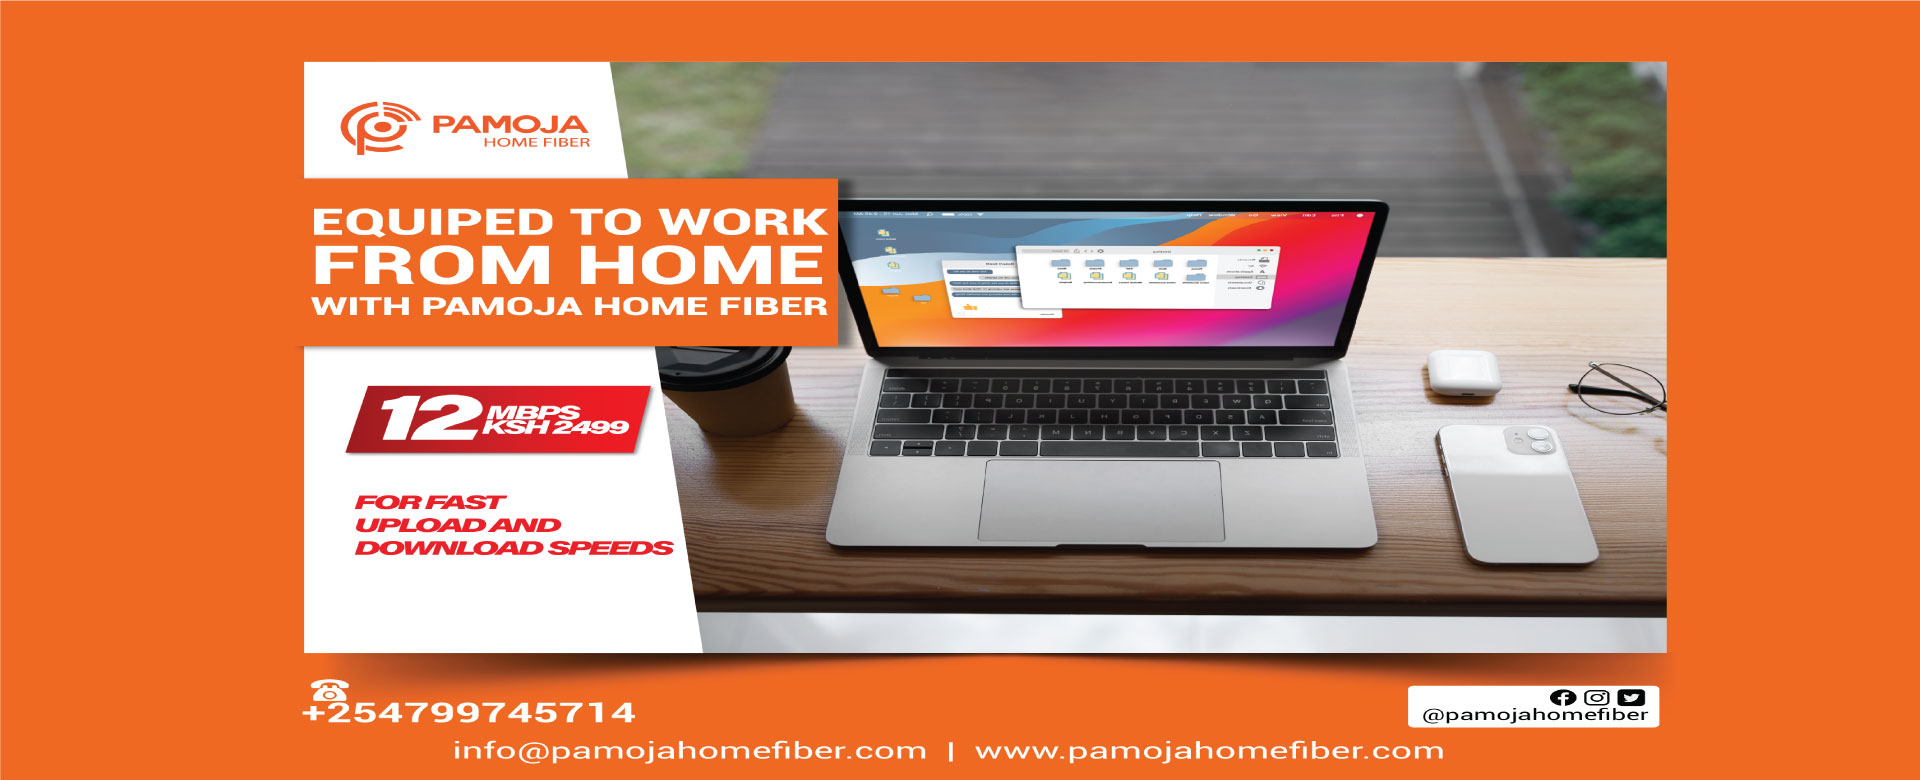 PAMOJA
HOME FIBER
EQUIPED TO WORK
FROM HOME
WITH PAMOJA HOME FIBER
12 MBPS
KSH 2499
FOR FAST
UPLOAD AND
DOWNLOAD SPEEDS
+254799745714
@pamojahomefiber
info@pamojahomefiber.com | www.pamojahomefiber.com